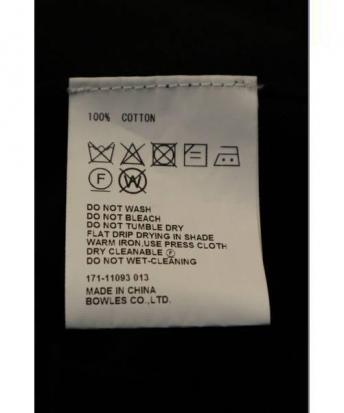 100% COTTON
F W
DO NOT WASH
DO NOT BLEACH
DO NOT TUMBLE DRY
FLAT DRIP DRYING IN SHADE
WARM IRON,USE PRESS CLOTH
DRY CLEANABLE Ⓕ
DO NOT WET-CLEANING
171-11093 013
MADE IN CHINA
BOWLES CO.,LTD.